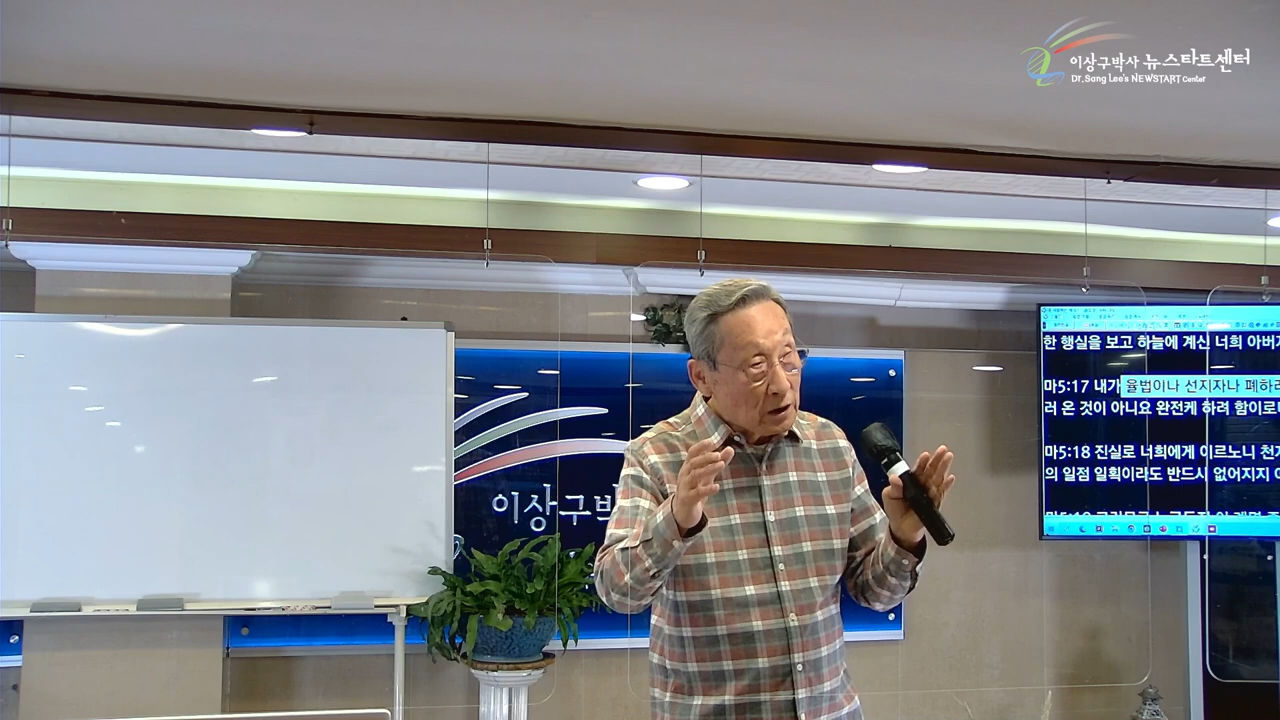 이상구박사 뉴스타트센터
Dr. Sang Lee's NEWSTART Center
한 행실을 보고 하늘에 계신 너희 아버지
마5:17 내가 율법이나 선지자나 폐하러
러 온 것이 아니요 완전케 하려 함이로
마5:18 진실로 너희에게 이르노니 천지
의 일점 일획이라도 반드시 없어지지
이상구박